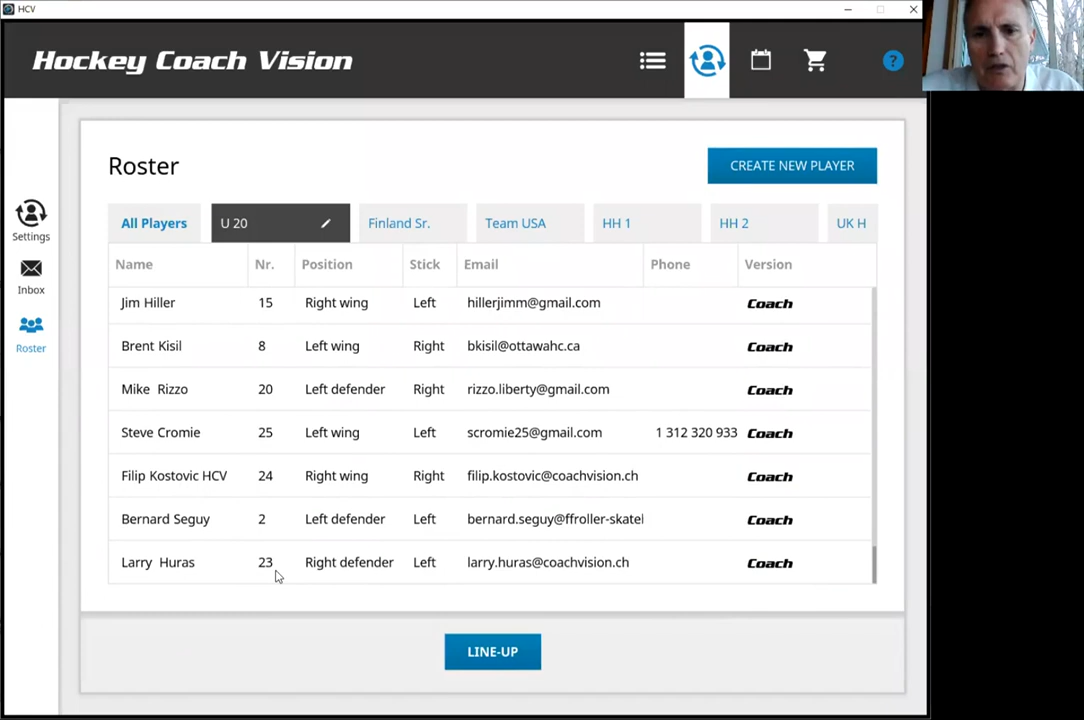 HCV
Hockey Coach Vision
?
Roster
CREATE NEW PLAYER
All Players U 20 Finland Sr. Team USA HH 1 HH 2 UK H
Settings
Inbox
Roster
Name Nr. Position Stick Email Phone Version
Jim Hiller 15 Right wing Left hillerjimm@gmail.com Coach
Brent Kisil 8 Left wing Right bkisil@ottawahc.ca Coach
Mike Rizzo 20 Left defender Right rizzo.liberty@gmail.com Coach
Steve Cromie 25 Left wing Left scromie25@gmail.com 1 312 320 933 Coach
Filip Kostovic HCV 24 Right wing Right filip.kostovic@coachvision.ch Coach
Bernard Seguy 2 Left defender Left bernard.seguy@ffroller-skatel Coach
Larry Huras 23 Right defender Left larry.huras@coachvision.ch Coach
LINE-UP